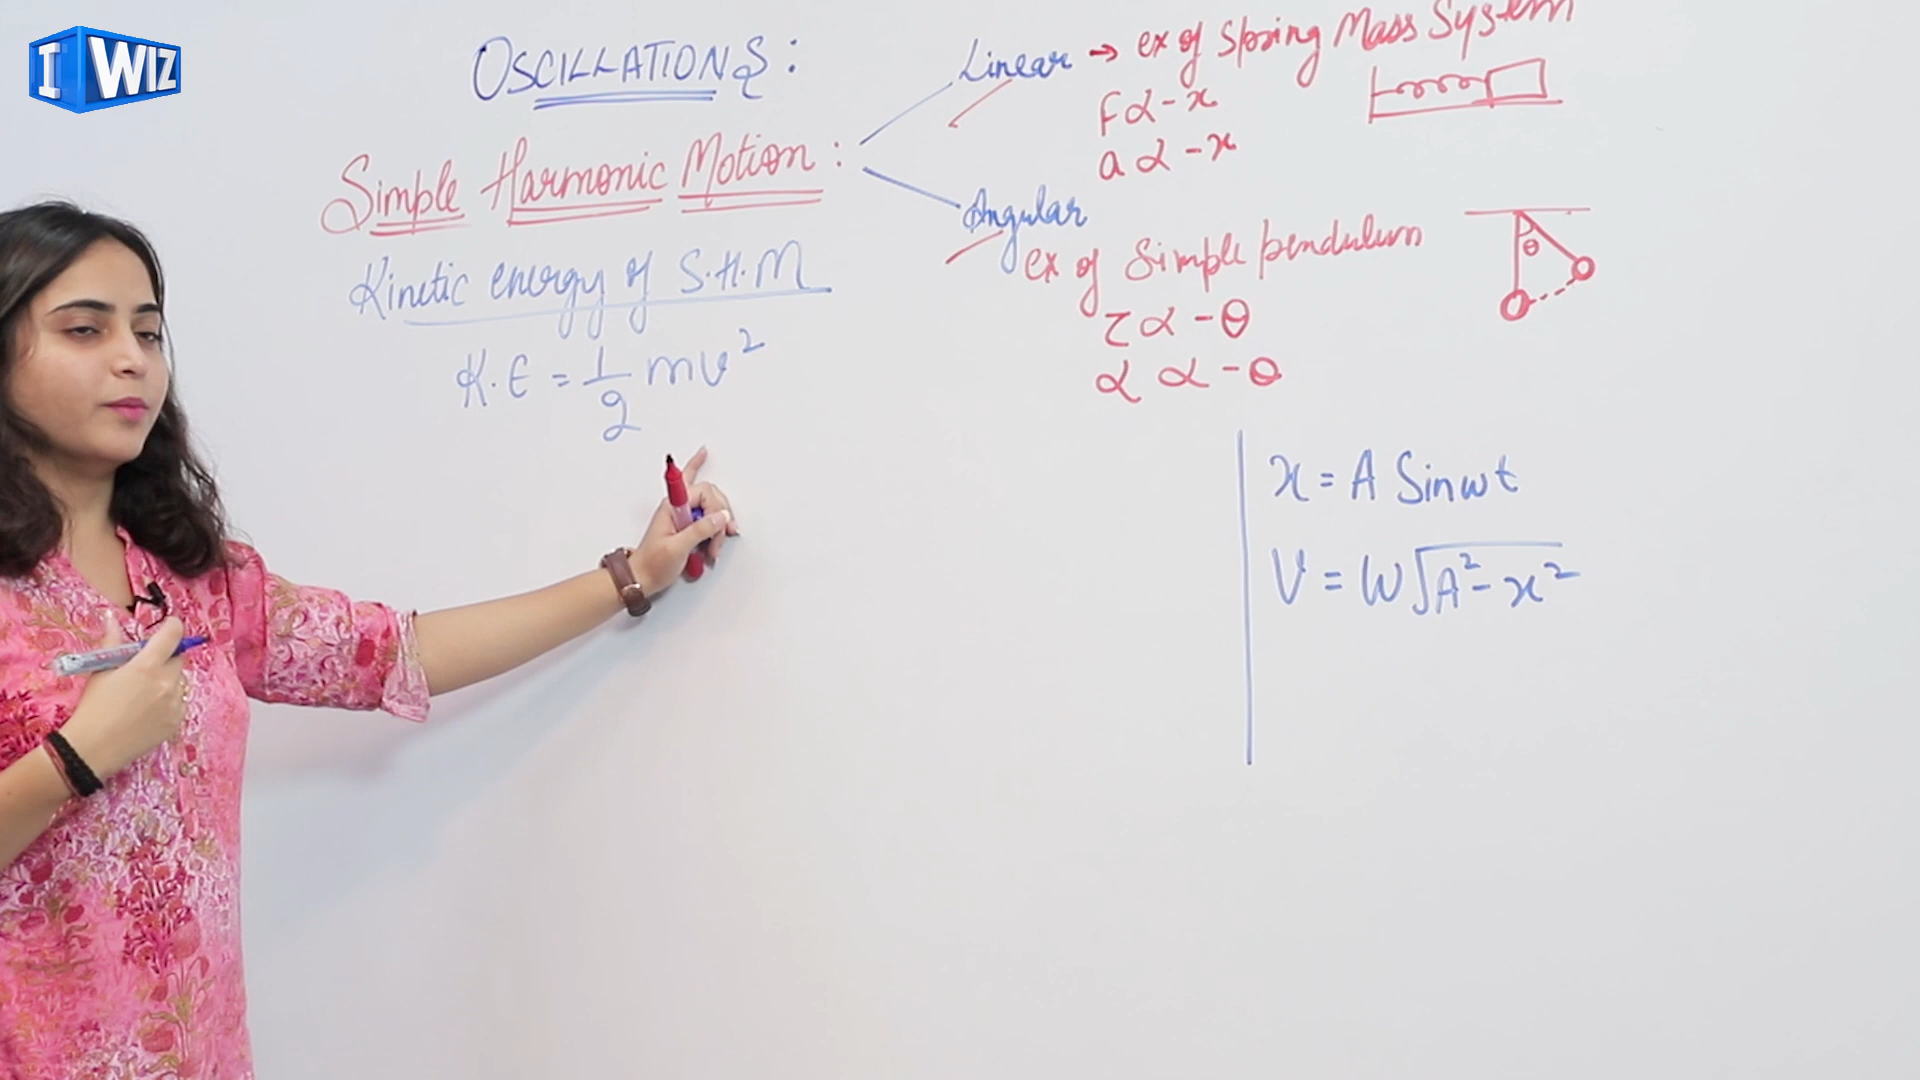 I WIZ
OSCILLATIONS:
Simple Harmonic Motion:
Kinetic energy of S.H.M
K.E = 1/2 mv²
Linear → ex of Spring Mass System
F α - x
a α - x
Angular
ex of Simple pendulum
θ
τ α - θ
α α - θ
x = A Sin ωt
V = ω√A² - x²